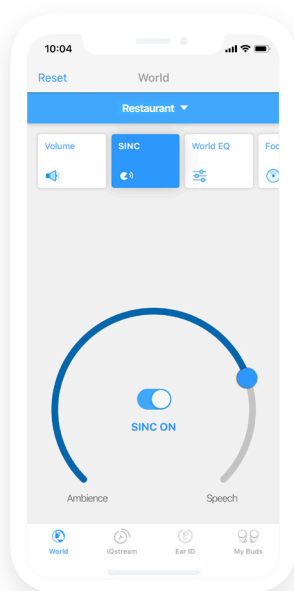 10:04
Reset World
Restaurant
Volume SINC World EQ Foc
SINC ON
Ambience Speech
World IQstream Ear ID My Buds